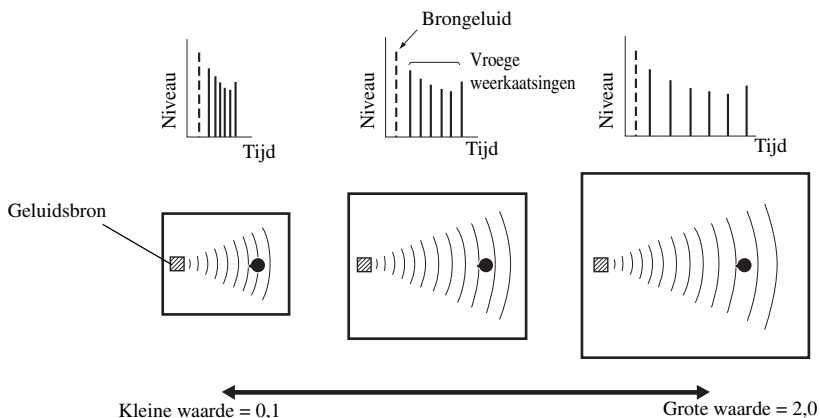 Brongeluid
Vroege
weerkaatsingen
Niveau
Tijd
Niveau
Tijd
Niveau
Tijd
Geluidsbron
Kleine waarde = 0,1
Grote waarde = 2,0